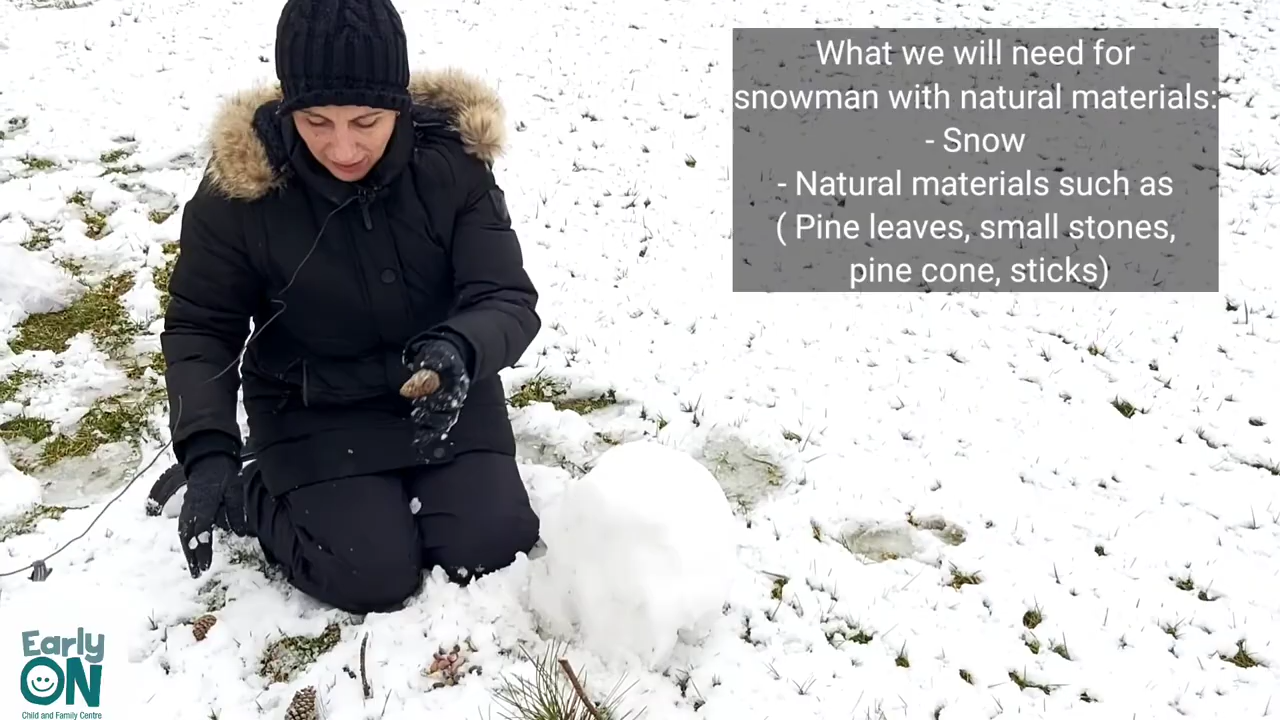 What we will need for
snowman with natural materials:
- Snow
- Natural materials such as
( Pine leaves, small stones,
pine cone, sticks)
Early
ON
Child and Family Centre